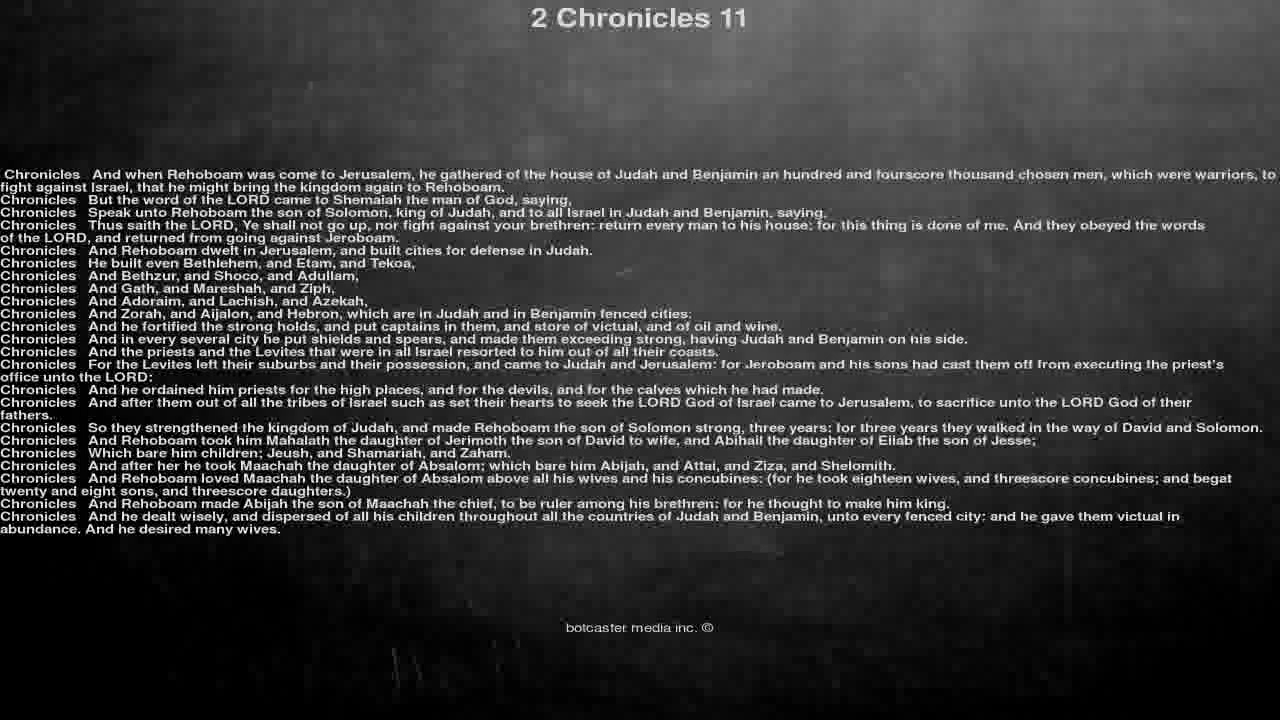 2 Chronicles 11
Chronicles And when Rehoboam was come to Jerusalem, he gathered of the house of Judah and Benjamin an hundred and fourscore thousand chosen men, which were warriors, to
fight against Israel, that he might bring the kingdom again to Rehoboam.
Chronicles But the word of the LORD came to Shemaiah the man of God, saying,
Chronicles Speak unto Rehoboam the son of Solomon, king of Judah, and to all Israel in Judah and Benjamin, saying,
Chronicles Thus saith the LORD, Ye shall not go up, nor fight against your brethren: return every man to his house: for this thing is done of me. And they obeyed the words
of the LORD, and returned from going against Jeroboam.
Chronicles And Rehoboam dwelt in Jerusalem, and built cities for defense in Judah.
Chronicles He built even Bethlehem, and Etam, and Tekoa,
Chronicles And Bethzur, and Shoco, and Adullam,
Chronicles And Gath, and Mareshah, and Ziph,
Chronicles And Adoraim, and Lachish, and Azekah,
Chronicles And Zorah, and Aijalon, and Hebron, which are in Judah and in Benjamin fenced cities.
Chronicles And he fortified the strong holds, and put captains in them, and store of victual, and of oil and wine.
Chronicles And in every several city he put shields and spears, and made them exceeding strong, having Judah and Benjamin on his side.
Chronicles And the priests and the Levites that were in all Israel resorted to him out of all their coasts.
Chronicles For the Levites left their suburbs and their possession, and came to Judah and Jerusalem: for Jeroboam and his sons had cast them off from executing the priest's
office unto the LORD:
Chronicles And he ordained him priests for the high places, and for the devils, and for the calves which he had made.
Chronicles And after them out of all the tribes of Israel such as set their hearts to seek the LORD God of Israel came to Jerusalem, to sacrifice unto the LORD God of their
fathers.
Chronicles So they strengthened the kingdom of Judah, and made Rehoboam the son of Solomon strong, three years: for three years they walked in the way of David and Solomon.
Chronicles And Rehoboam took him Mahalath the daughter of Jerimoth the son of David to wife, and Abihail the daughter of Eliab the son of Jesse;
Chronicles Which bare him children; Jeush, and Shamariah, and Zaham.
Chronicles And after her he took Maachah the daughter of Absalom; which bare him Abijah, and Attai, and Ziza, and Shelomith.
Chronicles And Rehoboam loved Maachah the daughter of Absalom above all his wives and his concubines: (for he took eighteen wives, and threescore concubines; and begat
twenty and eight sons, and threescore daughters.)
Chronicles And Rehoboam made Abijah the son of Maachah the chief, to be ruler among his brethren: for he thought to make him king.
Chronicles And he dealt wisely, and dispersed of all his children throughout all the countries of Judah and Benjamin, unto every fenced city: and he gave them victual in
abundance. And he desired many wives.
botcaster media inc. ©